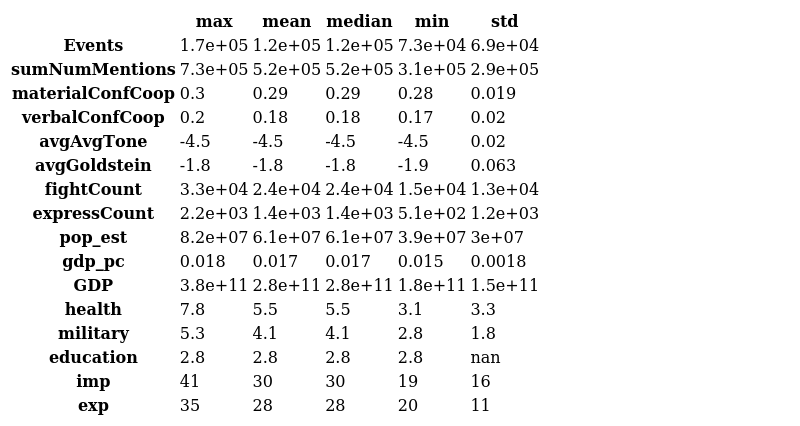 max mean median min std
Events 1.7e+05 1.2e+05 1.2e+05 7.3e+04 6.9e+04
sumNumMentions 7.3e+05 5.2e+05 5.2e+05 3.1e+05 2.9e+05
materialConfCoop 0.3 0.29 0.29 0.28 0.019
verbalConfCoop 0.2 0.18 0.18 0.17 0.02
avgAvgTone -4.5 -4.5 -4.5 -4.5 0.02
avgGoldstein -1.8 -1.8 -1.8 -1.9 0.063
fightCount 3.3e+04 2.4e+04 2.4e+04 1.5e+04 1.3e+04
expressCount 2.2e+03 1.4e+03 1.4e+03 5.1e+02 1.2e+03
pop_est 8.2e+07 6.1e+07 6.1e+07 3.9e+07 3e+07
gdp_pc 0.018 0.017 0.017 0.015 0.0018
GDP 3.8e+11 2.8e+11 2.8e+11 1.8e+11 1.5e+11
health 7.8 5.5 5.5 3.1 3.3
military 5.3 4.1 4.1 2.8 1.8
education 2.8 2.8 2.8 2.8 nan
imp 41 30 30 19 16
exp 35 28 28 20 11